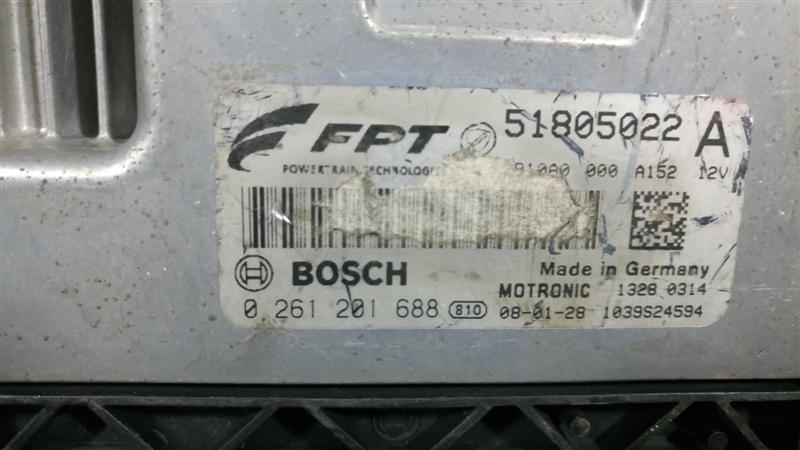 FPT 51805022 A
POWERTRAIN TECHNOLOGIES 000 A152 12V
BOSCH Made in Germany
MOTRONIC 1328 0314
0 261 201 688 810 08-01-28 1039S24594